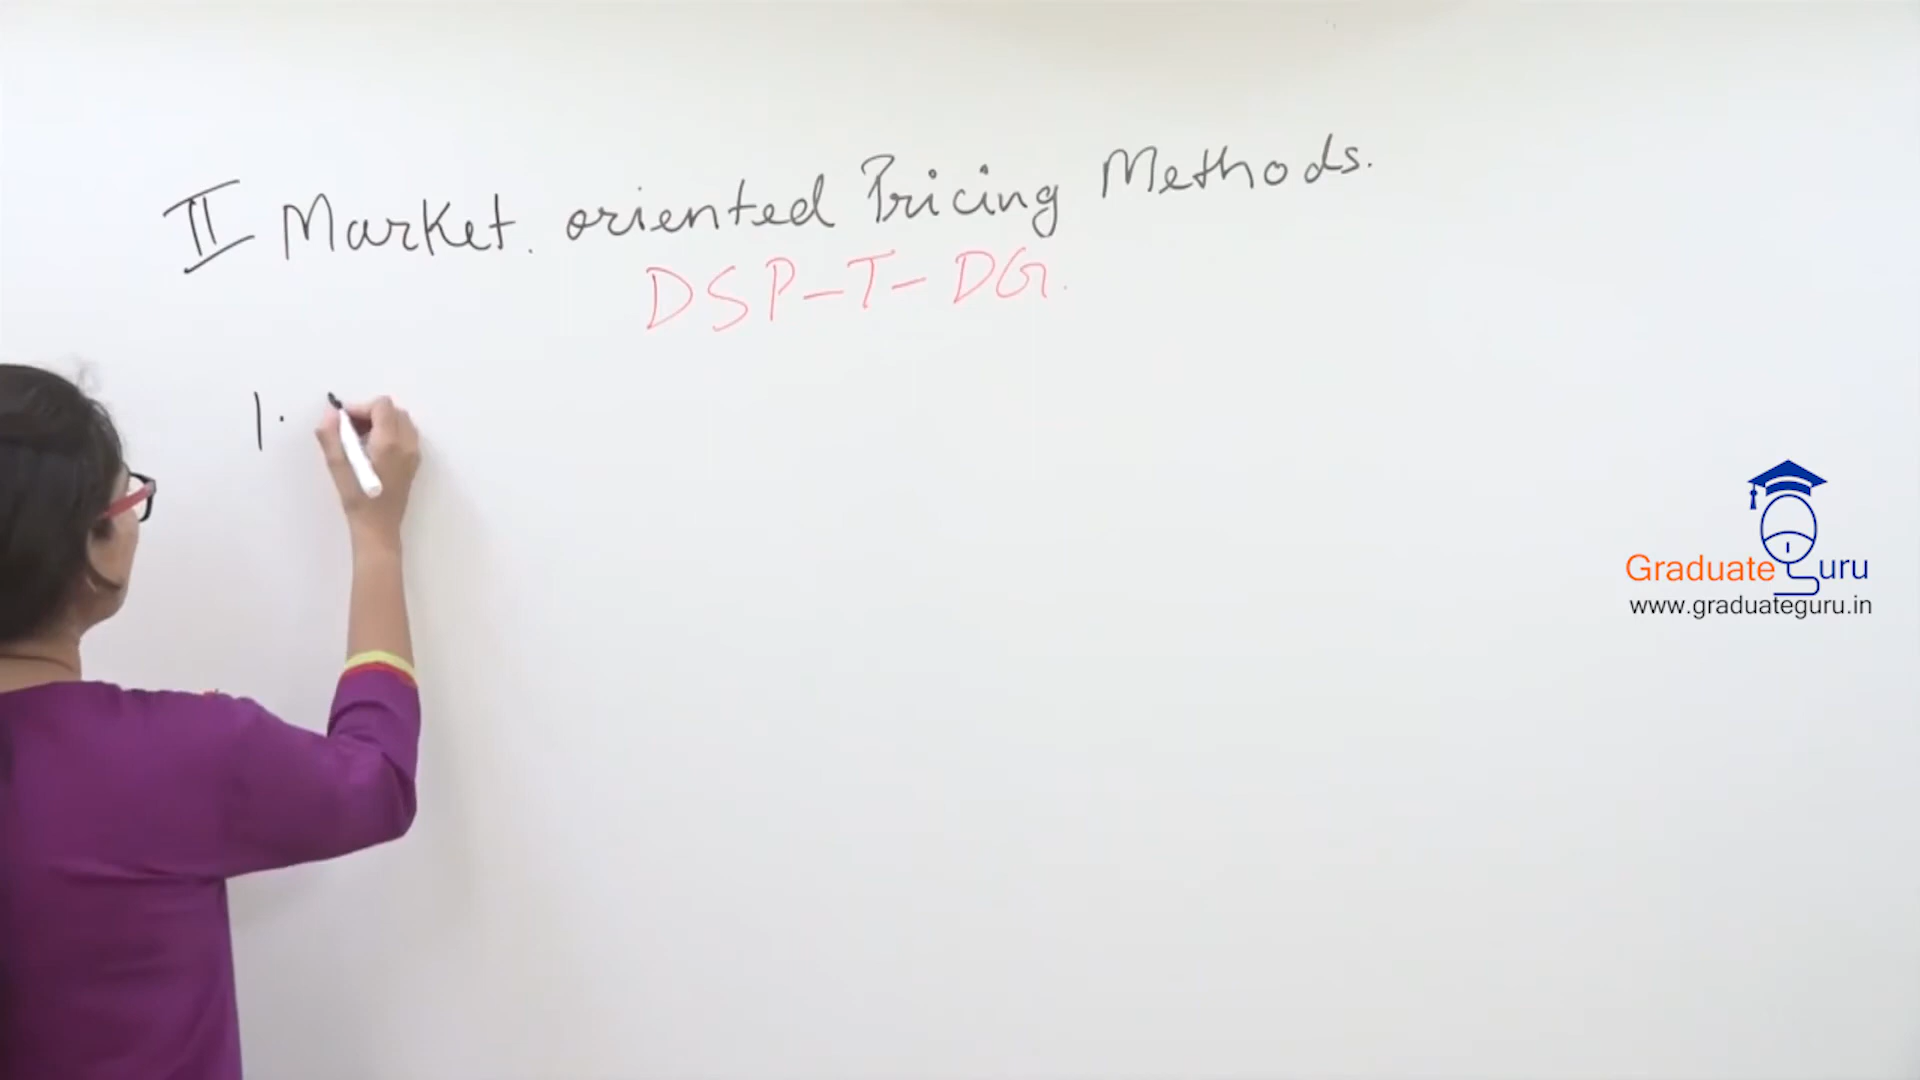 II Market. oriented Pricing Methods.
DSP-T-DG.
1.
Graduate Guru
www.graduateguru.in